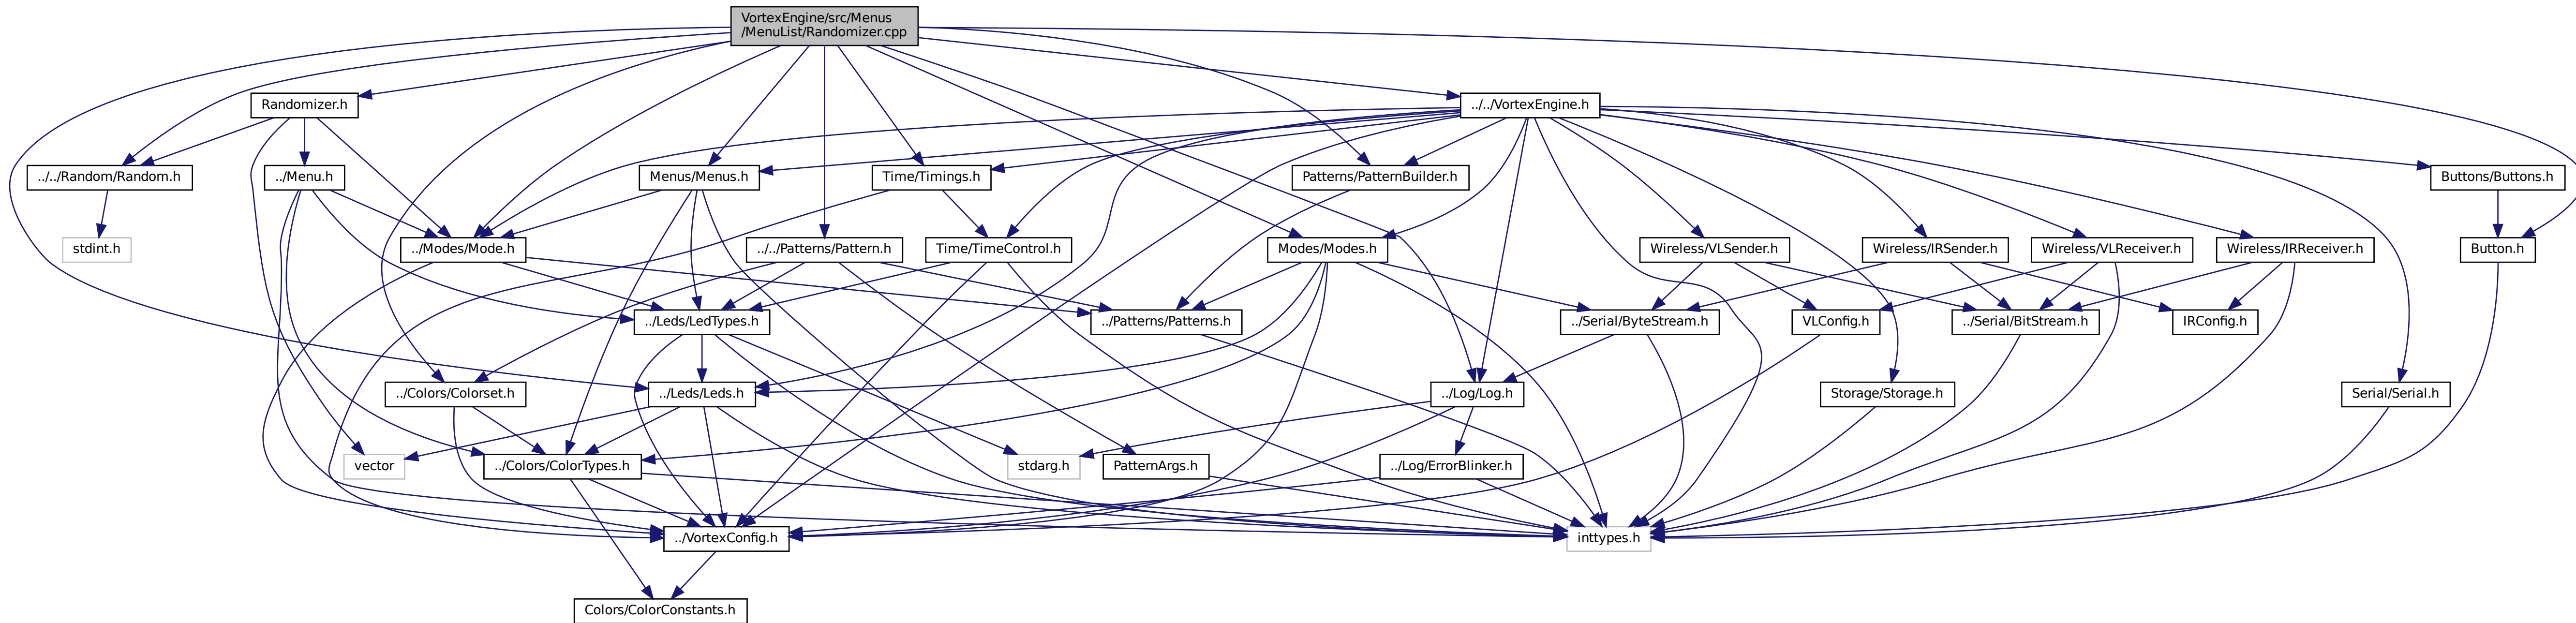 VortexEngine/src/Menus
/MenuList/Randomizer.cpp
Randomizer.h
../../VortexEngine.h
../../Random/Random.h
../Menu.h
Menus/Menus.h
Time/Timings.h
Patterns/PatternBuilder.h
Buttons/Buttons.h
stdint.h
../Modes/Mode.h
../../Patterns/Pattern.h
Time/TimeControl.h
Modes/Modes.h
Wireless/VLSender.h
Wireless/IRSender.h
Wireless/VLReceiver.h
Wireless/IRReceiver.h
Button.h
../Leds/LedTypes.h
../Patterns/Patterns.h
../Serial/ByteStream.h
VLConfig.h
../Serial/BitStream.h
IRConfig.h
../Colors/Colorset.h
../Leds/Leds.h
../Log/Log.h
Storage/Storage.h
Serial/Serial.h
vector
../Colors/ColorTypes.h
stdarg.h
PatternArgs.h
../Log/ErrorBlinker.h
../VortexConfig.h
inttypes.h
Colors/ColorConstants.h